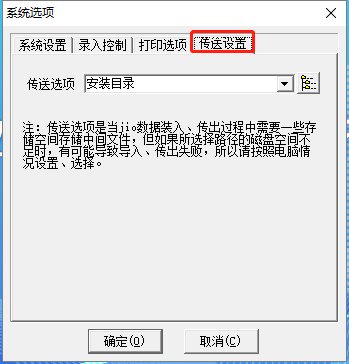 系统选项
系统设置 录入控制 打印选项 传送设置
传送选项 安装目录
注：传送选项是当jio数据装入、传出过程中需要一些存
储空间存储中间文件，但如果所选择路径的磁盘空间不
足时，有可能导致导入、传出失败，所以请按照电脑情
况设置、选择。
确定(O) 取消(C)